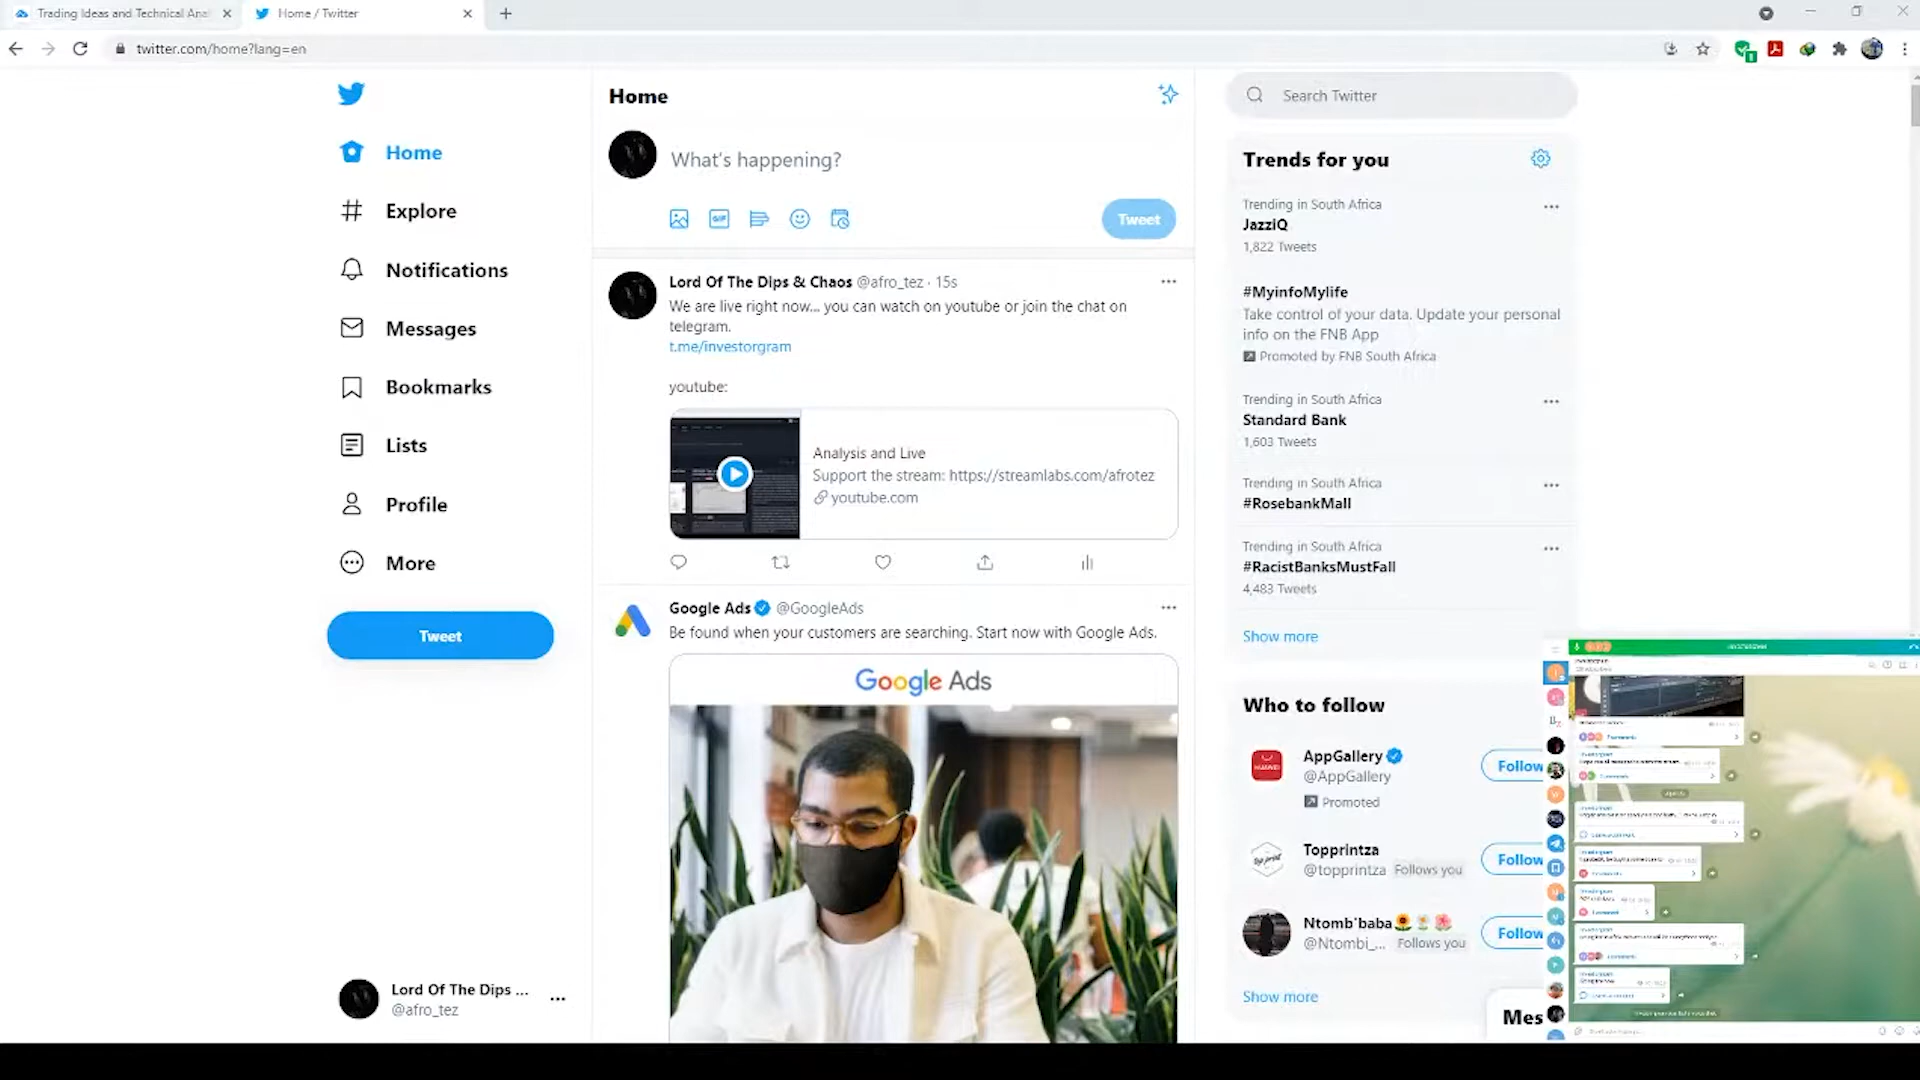 Trading Ideas and Technical Anal
Home / Twitter
twitter.com/home?lang=en
Home
Explore
Notifications
Messages
Bookmarks
Lists
Profile
More
Tweet
Lord Of The Dips ...
@afro_tez
Home
What's happening?
GIF
Tweet
Lord Of The Dips & Chaos @afro_tez · 15s
We are live right now... you can watch on youtube or join the chat on
telegram.
t.me/investorgram
youtube:
Analysis and Live
Support the stream: https://streamlabs.com/afrotez
youtube.com
Google Ads @GoogleAds
Be found when your customers are searching. Start now with Google Ads.
Google Ads
Search Twitter
Trends for you
Trending in South Africa
JazziQ
1,822 Tweets
#MyinfoMylife
Take control of your data. Update your personal
info on the FNB App
Promoted by FNB South Africa
Trending in South Africa
Standard Bank
1,603 Tweets
Trending in South Africa
#RosebankMall
Trending in South Africa
#RacistBanksMustFall
4,483 Tweets
Show more
Who to follow
HUAWEI
AppGallery
@AppGallery
Promoted
Follow
top print
Topprintza
@topprintza Follows you
Follow
Ntomb'baba🌻🌼🌺
@Ntombi_... Follows you
Follow
Show more
Mes